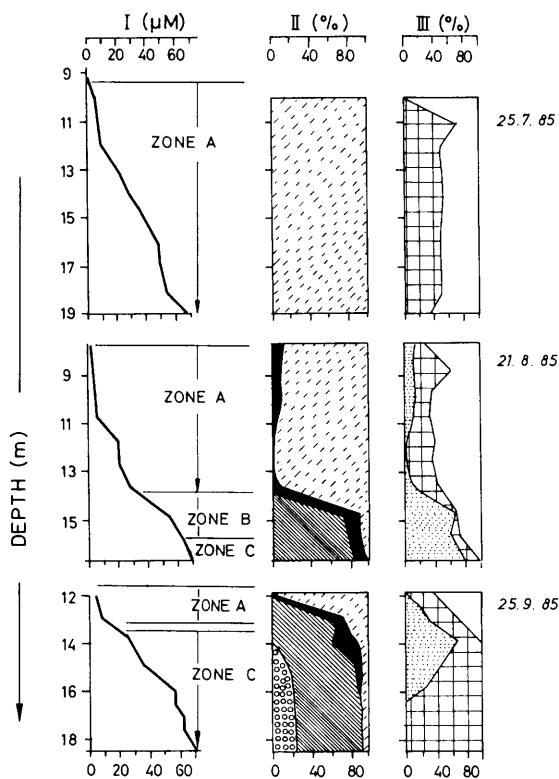 I (μM) II (%) III (%)
0 20 40 60 0 40 80 0 40 80
9
11
13
15
17
19
ZONE A
25.7. 85
9
11
13
15
ZONE A
ZONE B
ZONE C
21. 8. 85
12
14
16
18
ZONE A
ZONE C
25.9. 85
0 20 40 60 0 40 80 0 40 80
DEPTH (m)